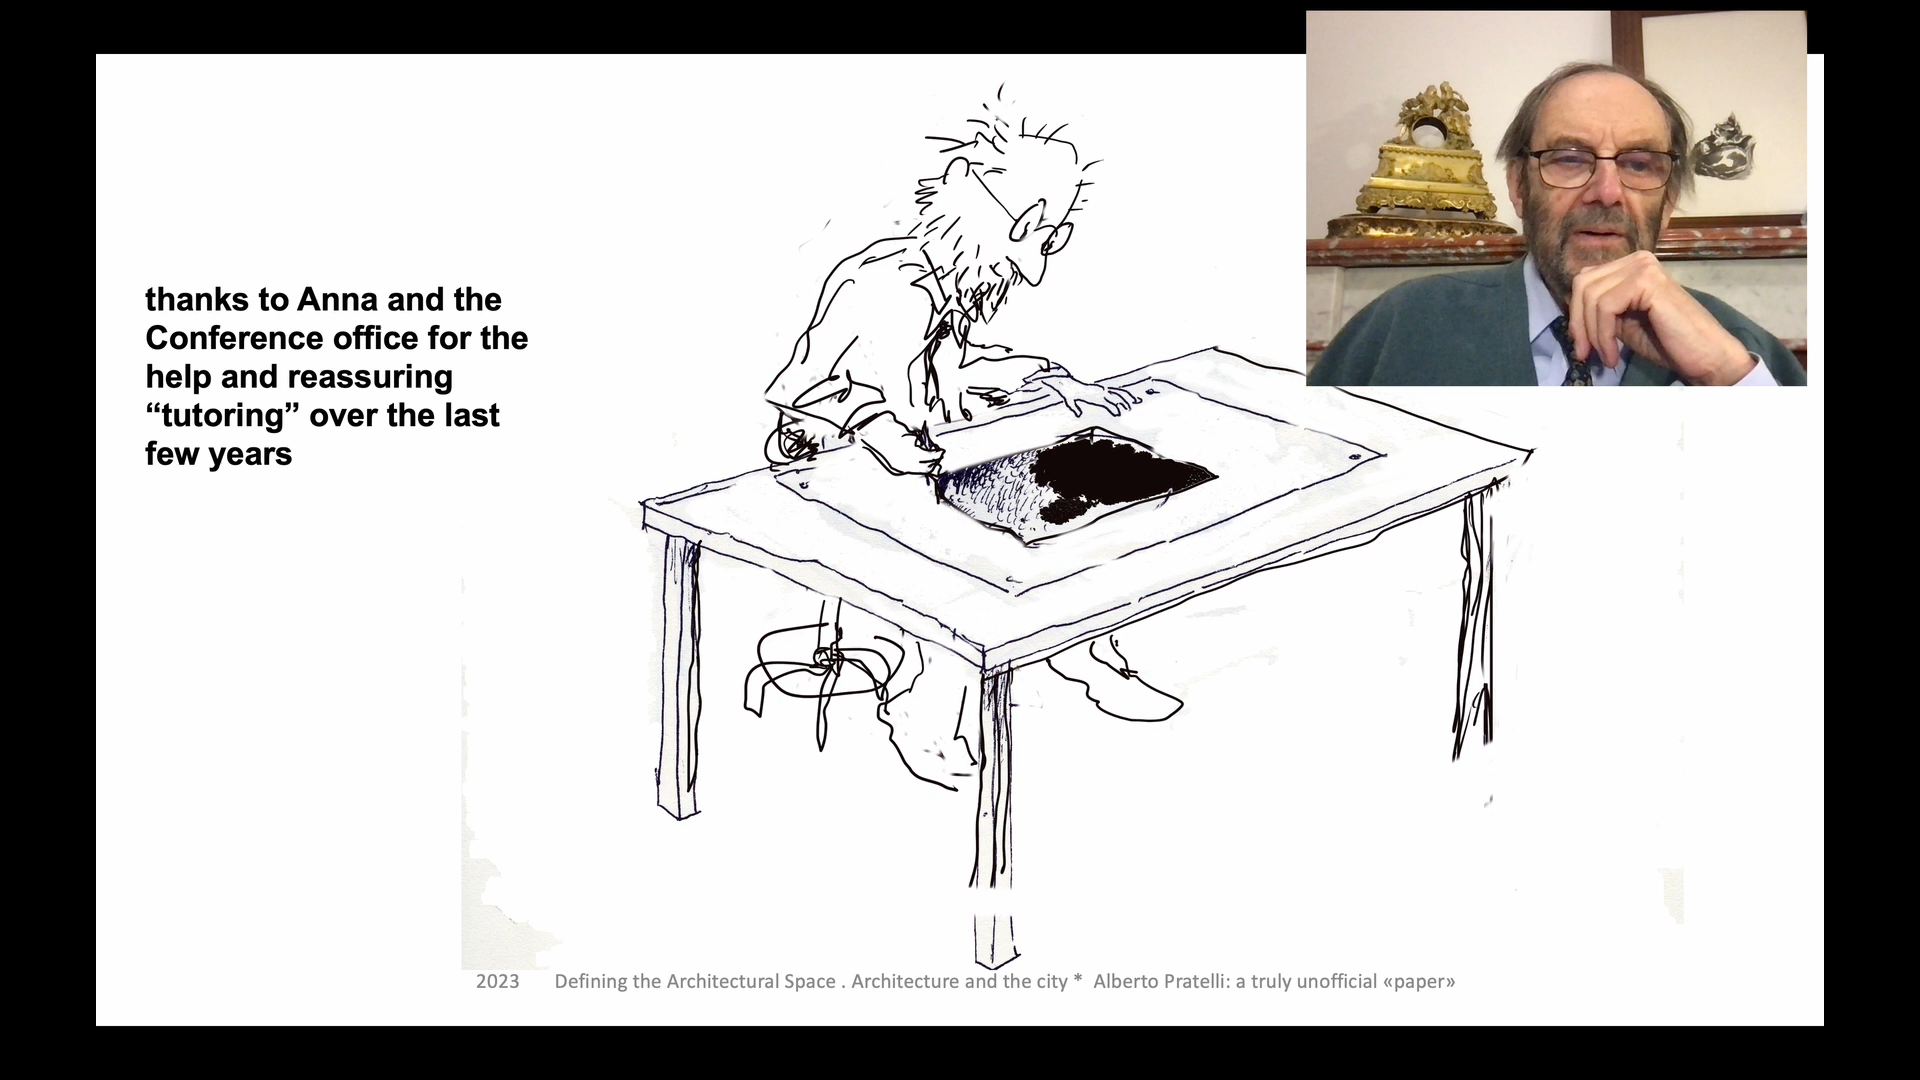 thanks to Anna and the
Conference office for the
help and reassuring
“tutoring” over the last
few years
2023 Defining the Architectural Space . Architecture and the city * Alberto Pratelli: a truly unofficial «paper»